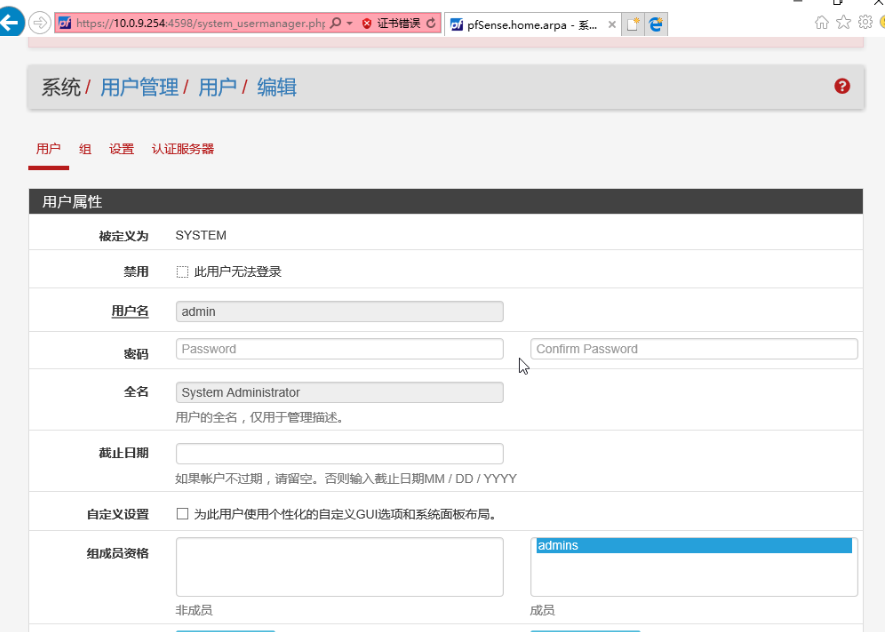 https://10.0.9.254:4598/system_usermanager.php 证书错误 pfSense.home.arpa - 系...
系统/ 用户管理/ 用户/ 编辑
用户 组 设置 认证服务器
用户属性
被定义为 SYSTEM
禁用 此用户无法登录
用户名 admin
密码 Password Confirm Password
全名 System Administrator
用户的全名，仅用于管理描述。
截止日期
如果帐户不过期，请留空。否则输入截止日期MM / DD / YYYY
自定义设置 为此用户使用个性化的自定义GUI选项和系统面板布局。
组成员资格 admins
非成员 成员